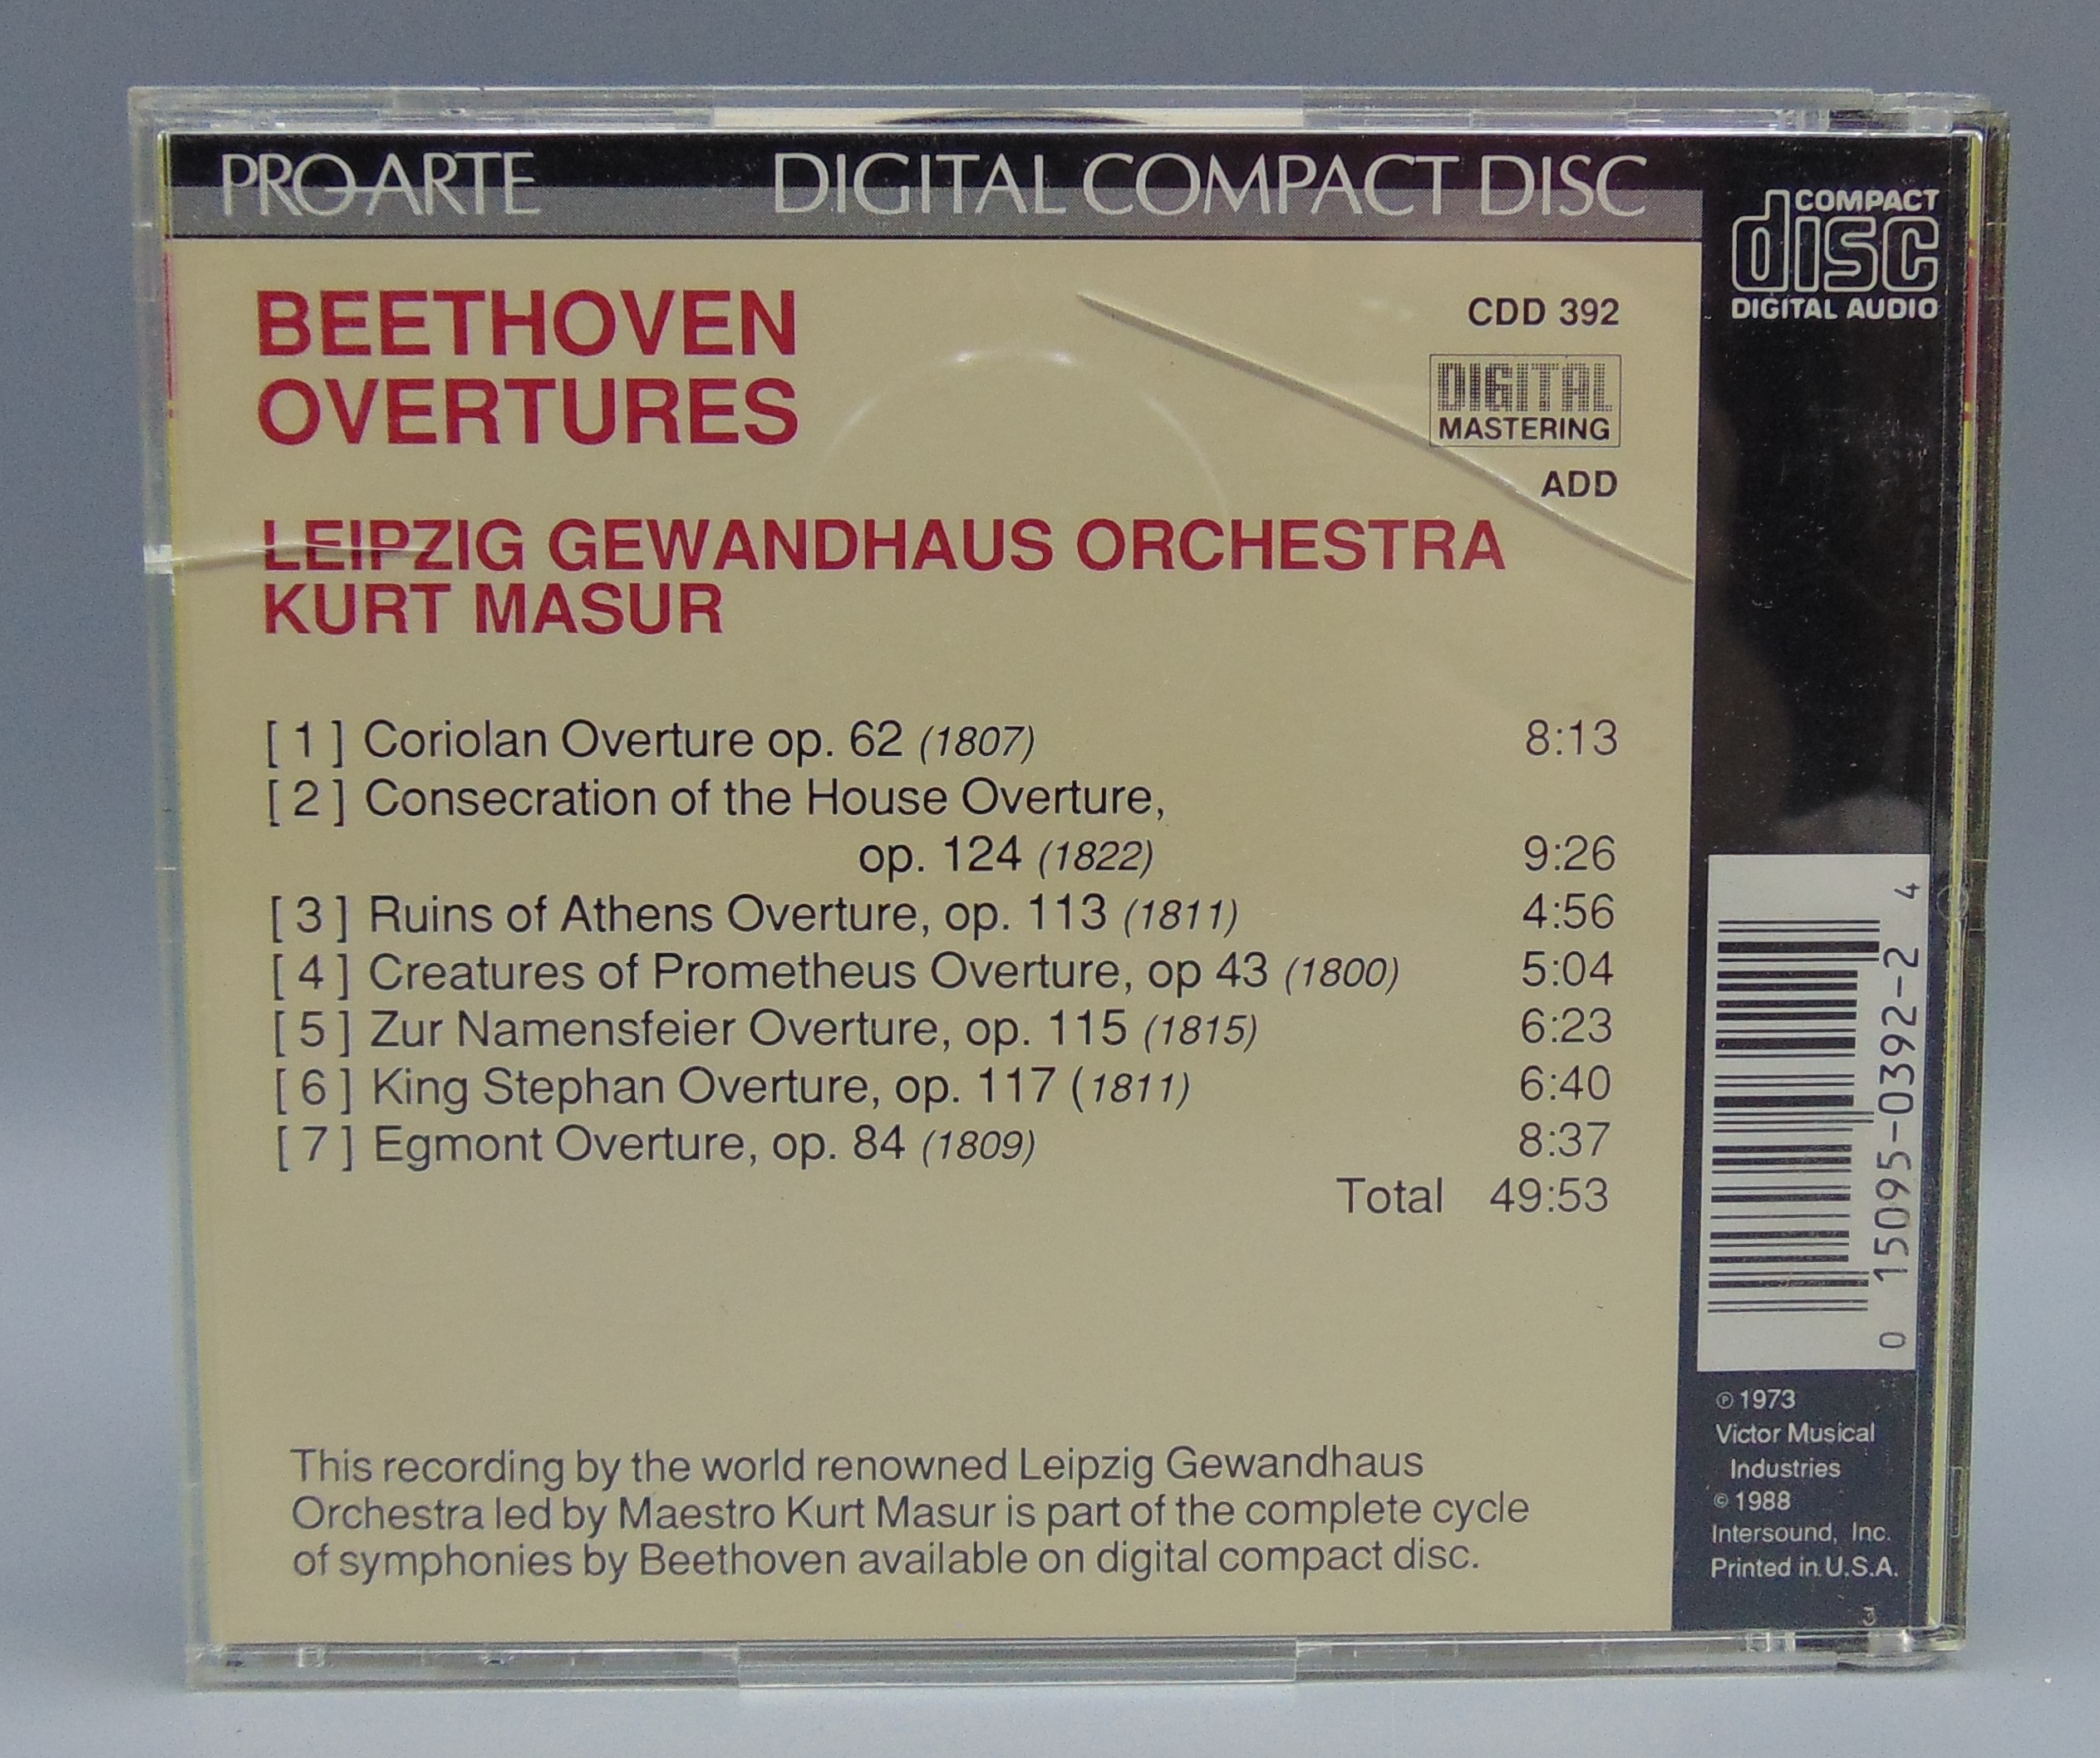 PRO-ARTE DIGITAL COMPACT DISC
COMPACT
disc
DIGITAL AUDIO
BEETHOVEN
OVERTURES
CDD 392
DIGITAL
MASTERING
ADD
LEIPZIG GEWANDHAUS ORCHESTRA
KURT MASUR
[ 1 ] Coriolan Overture op. 62 (1807) 8:13
[ 2 ] Consecration of the House Overture,
op. 124 (1822) 9:26
[ 3 ] Ruins of Athens Overture, op. 113 (1811) 4:56
[ 4 ] Creatures of Prometheus Overture, op 43 (1800) 5:04
[ 5 ] Zur Namensfeier Overture, op. 115 (1815) 6:23
[ 6 ] King Stephan Overture, op. 117 (1811) 6:40
[ 7 ] Egmont Overture, op. 84 (1809) 8:37
Total 49:53
This recording by the world renowned Leipzig Gewandhaus
Orchestra led by Maestro Kurt Masur is part of the complete cycle
of symphonies by Beethoven available on digital compact disc.
0 15095-0392-2 4
℗ 1973
Victor Musical
Industries
© 1988
Intersound, Inc.
Printed in U.S.A.
3